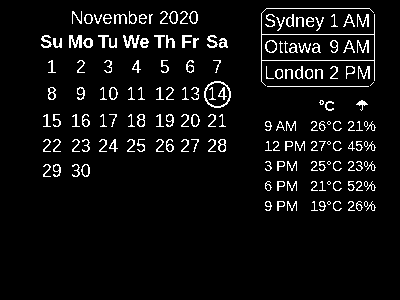 November 2020
Su Mo Tu We Th Fr Sa
1 2 3 4 5 6 7
8 9 10 11 12 13 14
15 16 17 18 19 20 21
22 23 24 25 26 27 28
29 30
Sydney 1 AM
Ottawa 9 AM
London 2 PM
°C ☂
9 AM 26°C 21%
12 PM 27°C 45%
3 PM 25°C 23%
6 PM 21°C 52%
9 PM 19°C 26%